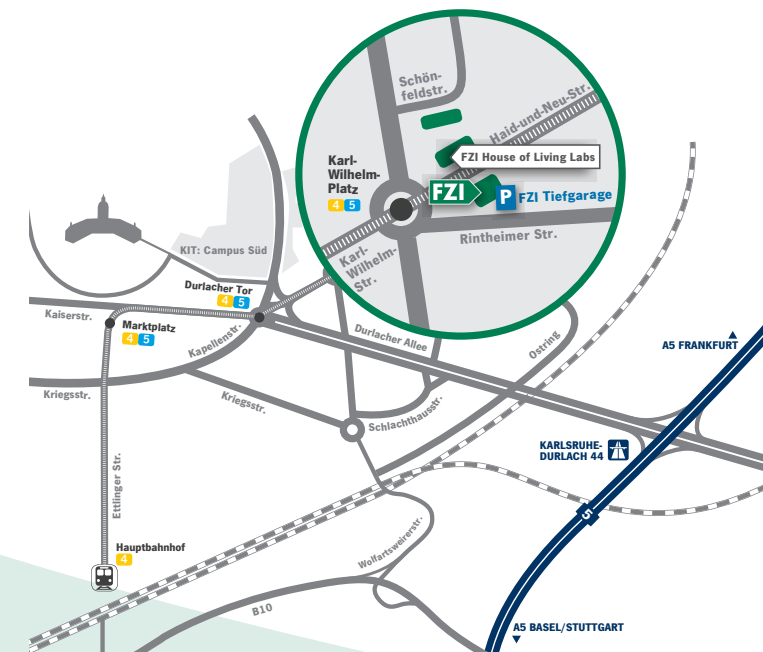 Schön-
feldstr.
Haid-und-Neu-Str.
Karl-
Wilhelm-
Platz
4 5
FZI House of Living Labs
FZI
P FZI Tiefgarage
Rintheimer Str.
Karl-
Wilhelm-
Str.
KIT: Campus Süd
Durlacher Tor
4 5
Kaiserstr.
Marktplatz
4 5
Kapellenstr.
Durlacher Allee
Ostring
A5 FRANKFURT
Kriegsstr.
Kriegsstr.
Schlachthausstr.
KARLSRUHE-
DURLACH 44
Ettlinger Str.
5
Hauptbahnhof
4
Wolfartsweirerstr.
B10
A5 BASEL/STUTTGART